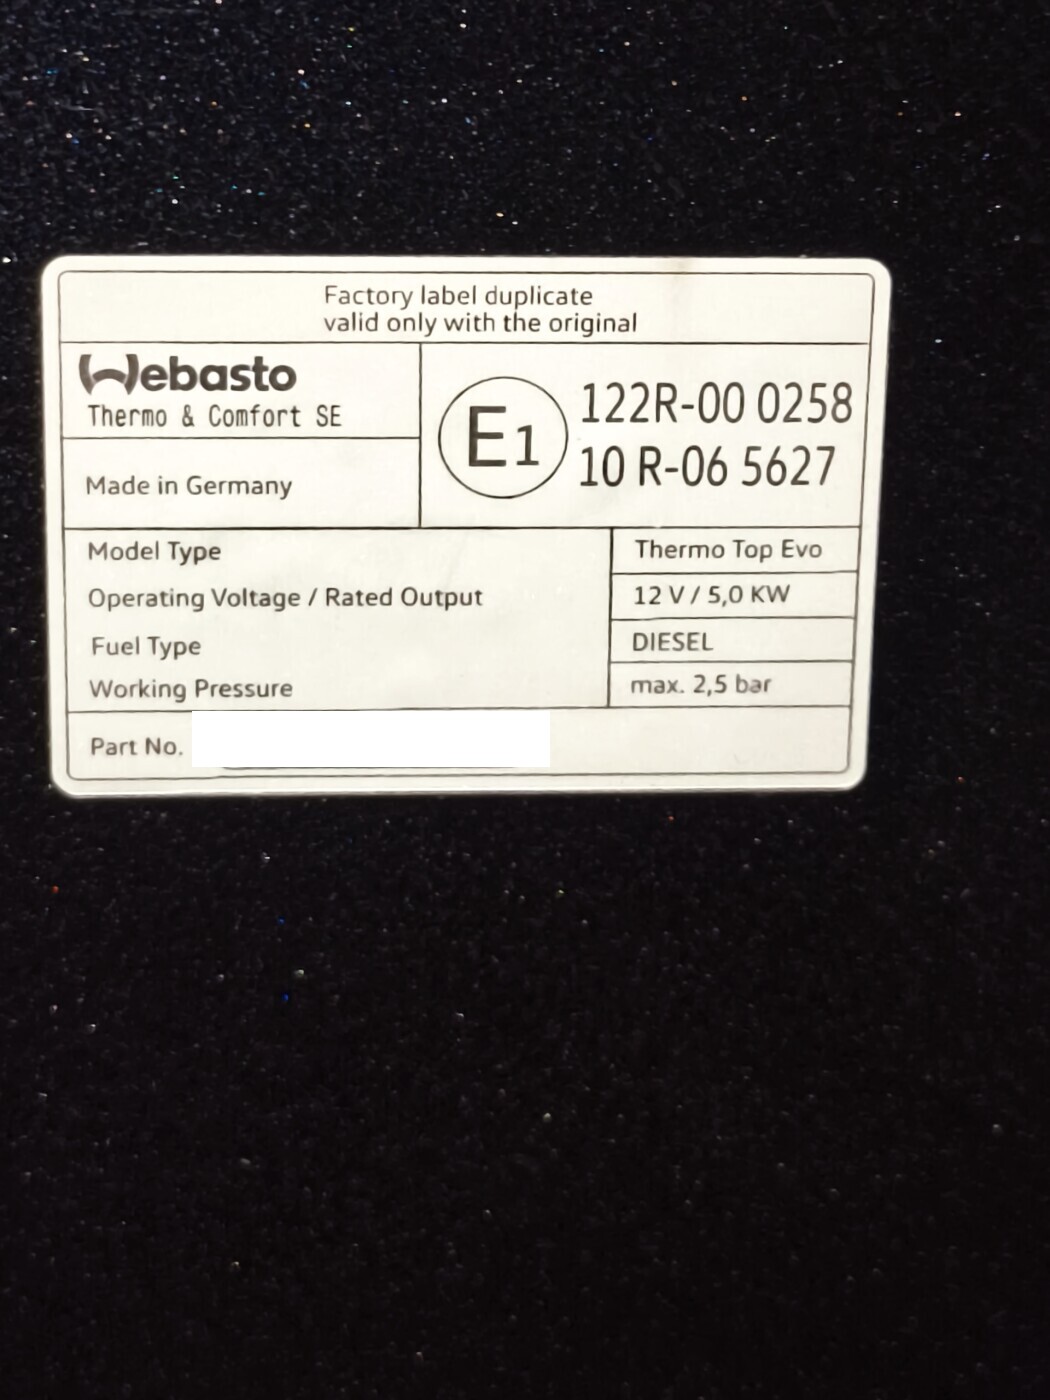 Factory label duplicate
valid only with the original
Webasto
Thermo & Comfort SE
Made in Germany
E1
122R-00 0258
10 R-06 5627
Model Type
Thermo Top Evo
Operating Voltage / Rated Output
12 V / 5,0 KW
Fuel Type
DIESEL
Working Pressure
max. 2,5 bar
Part No.